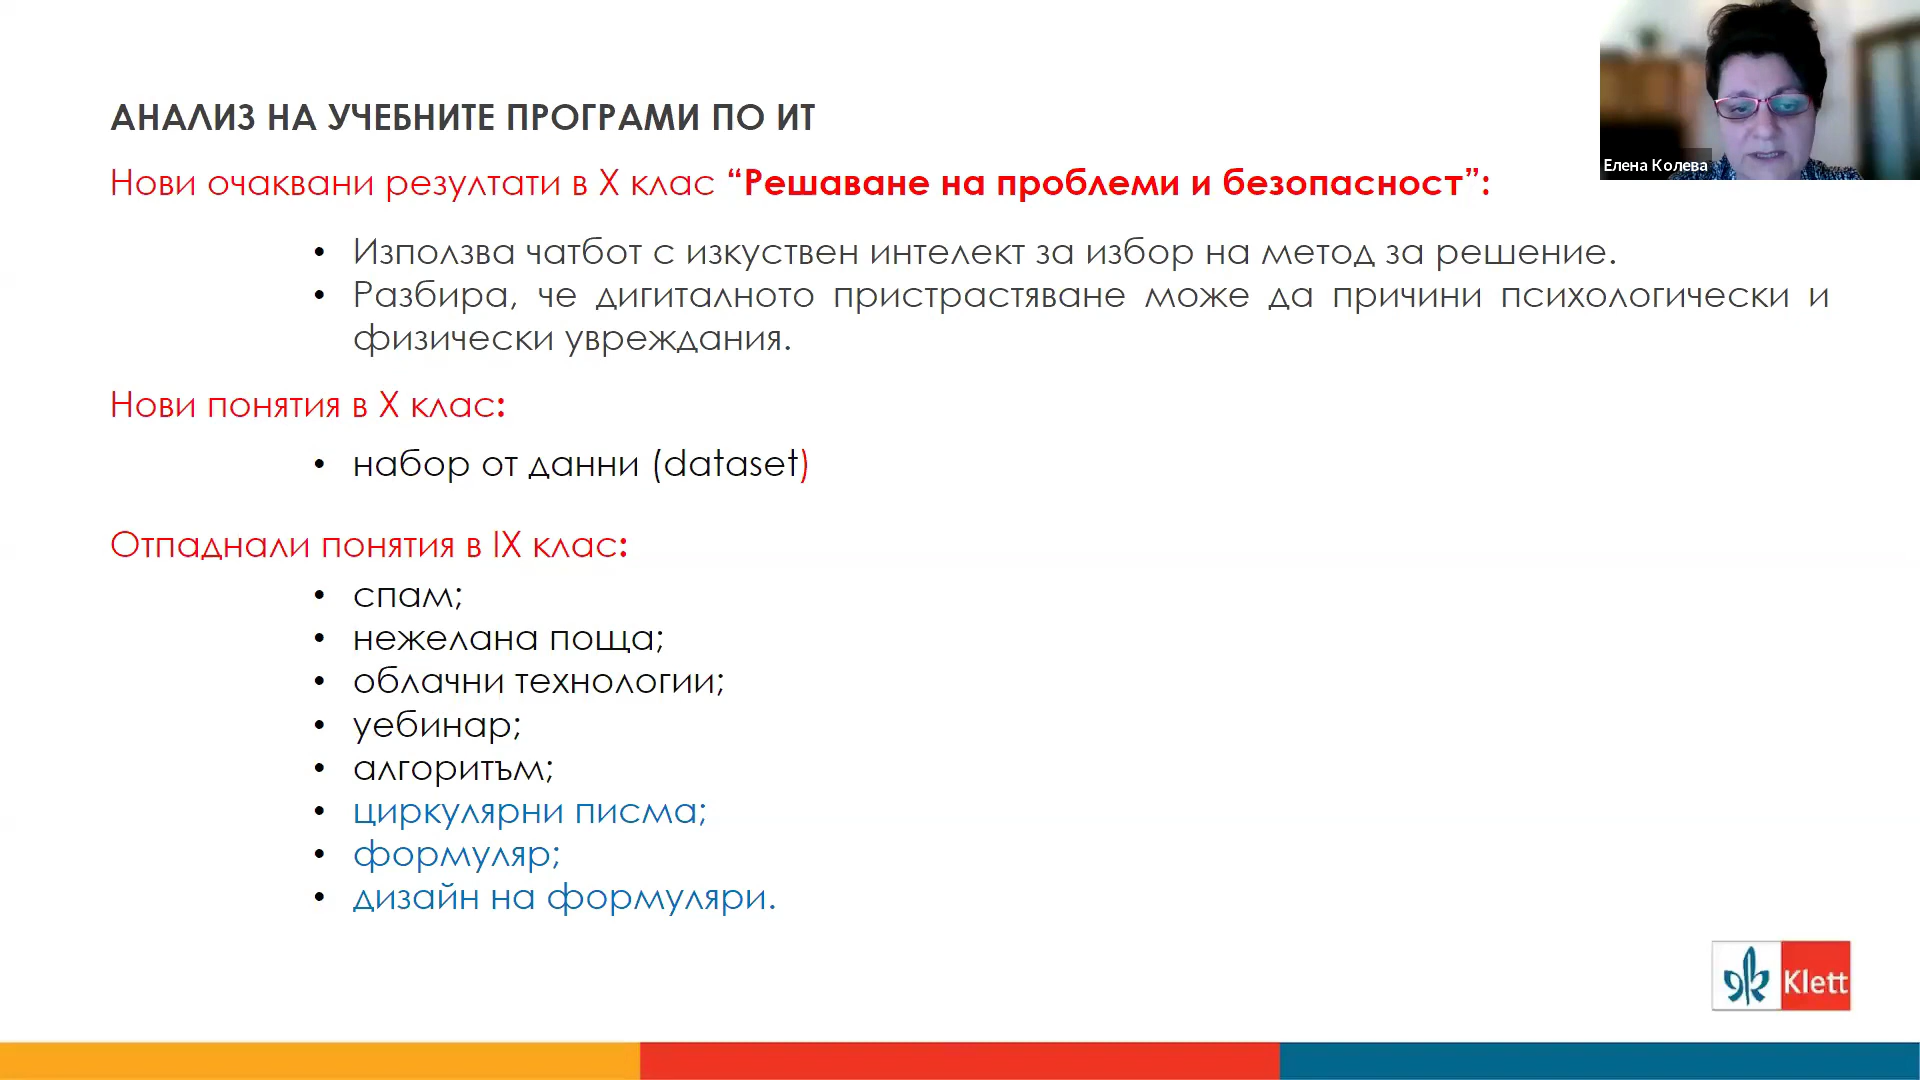 АНАЛИЗ НА УЧЕБНИТЕ ПРОГРАМИ ПО ИТ
Нови очаквани резултати в X клас “Решаване на проблеми и безопасност”:
• Използва чатбот с изкуствен интелект за избор на метод за решение.
• Разбира, че дигиталното пристрастяване може да причини психологически и
физически увреждания.
Нови понятия в X клас:
• набор от данни (dataset)
Отпаднали понятия в IX клас:
• спам;
• нежелана поща;
• облачни технологии;
• уебинар;
• алгоритъм;
• циркулярни писма;
• формуляр;
• дизайн на формуляри.
Елена Колева
Klett